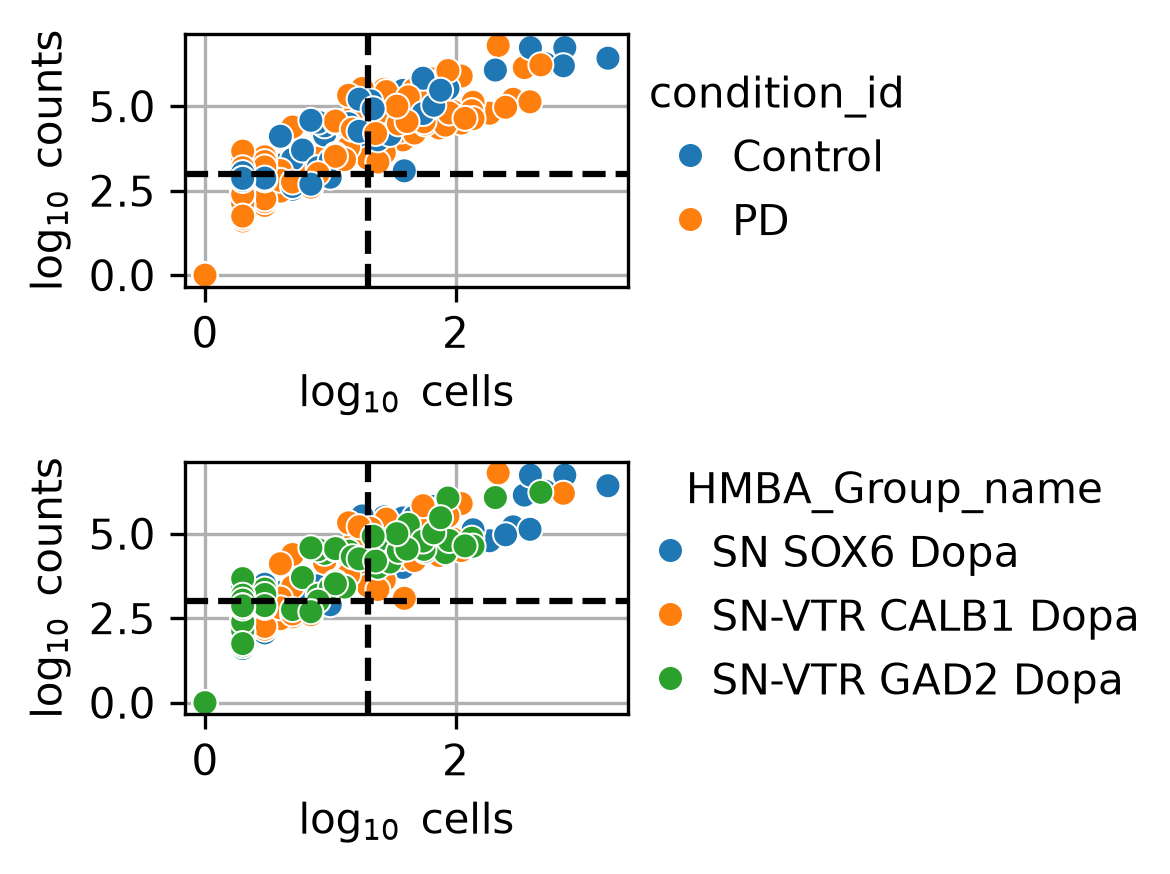 log₁₀ counts
5.0
2.5
0.0
0
2
log₁₀ cells
condition_id
Control
PD
log₁₀ counts
5.0
2.5
0.0
0
2
log₁₀ cells
HMBA_Group_name
SN SOX6 Dopa
SN-VTR CALB1 Dopa
SN-VTR GAD2 Dopa